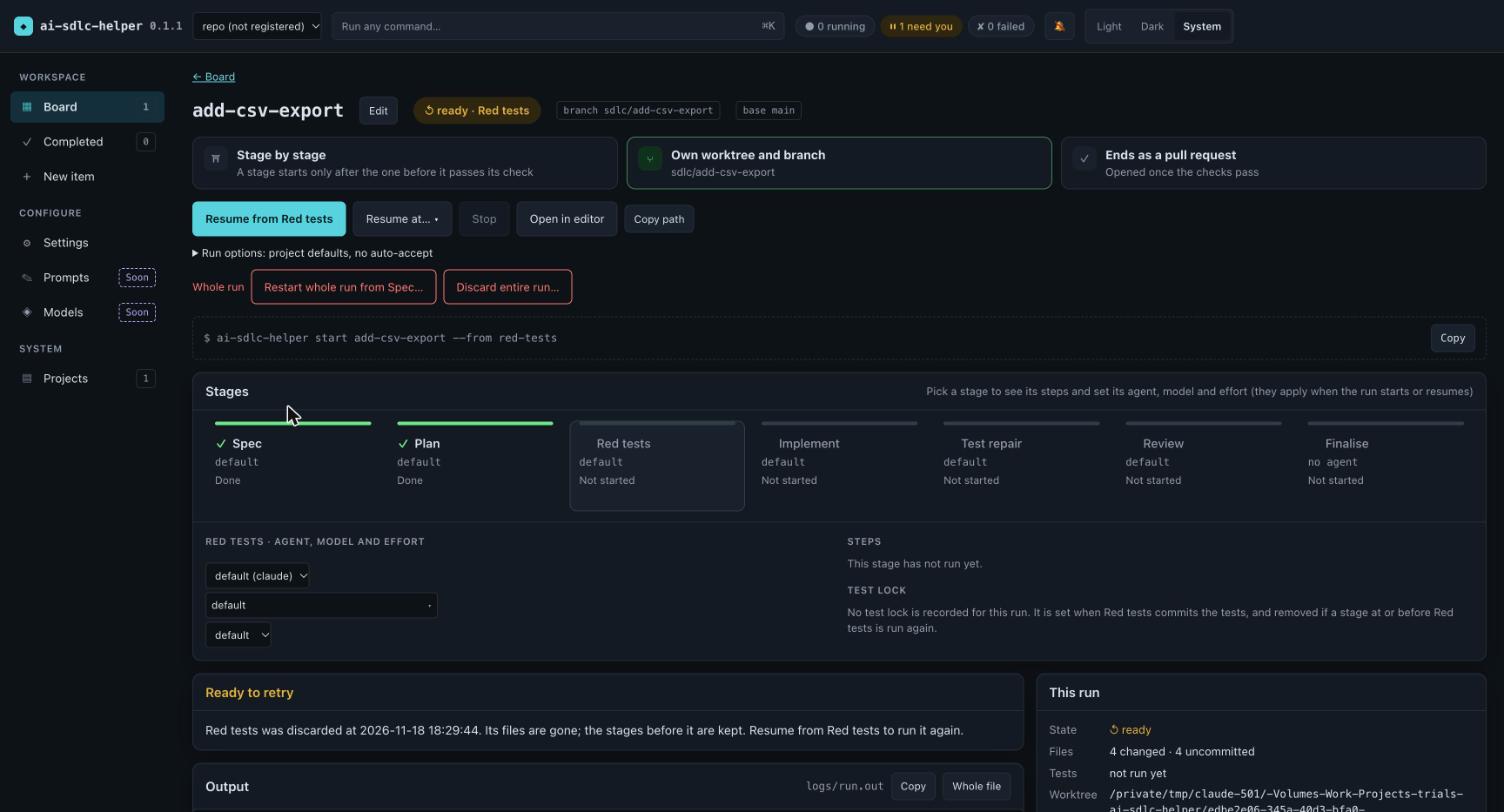 ai-sdlc-helper 0.1.1 repo (not registered) Run any command... ⌘K 0 running 1 need you ✘ 0 failed Light Dark System
WORKSPACE
Board 1
Completed 0
New item
CONFIGURE
Settings
Prompts Soon
Models Soon
SYSTEM
Projects 1
← Board
add-csv-export Edit ready · Red tests branch sdlc/add-csv-export base main
Stage by stage
A stage starts only after the one before it passes its check
Own worktree and branch
sdlc/add-csv-export
Ends as a pull request
Opened once the checks pass
Resume from Red tests Resume at... Stop Open in editor Copy path
Run options: project defaults, no auto-accept
Whole run Restart whole run from Spec... Discard entire run...
$ ai-sdlc-helper start add-csv-export --from red-tests Copy
Stages Pick a stage to see its steps and set its agent, model and effort (they apply when the run starts or resumes)
✓ Spec
default
Done
✓ Plan
default
Done
Red tests
default
Not started
Implement
default
Not started
Test repair
default
Not started
Review
default
Not started
Finalise
no agent
Not started
RED TESTS · AGENT, MODEL AND EFFORT
default (claude)
default
default
STEPS
This stage has not run yet.
TEST LOCK
No test lock is recorded for this run. It is set when Red tests commits the tests, and removed if a stage at or before Red
tests is run again.
Ready to retry
Red tests was discarded at 2026-11-18 18:29:44. Its files are gone; the stages before it are kept. Resume from Red tests to run it again.
Output logs/run.out Copy Whole file
This run
State ready
Files 4 changed · 4 uncommitted
Tests not run yet
Worktree /private/tmp/claude-501/-Volumes-Work-Projects-trials-
ai-sdlc-helper/edbe2e06-345a-40d3-bfa0-